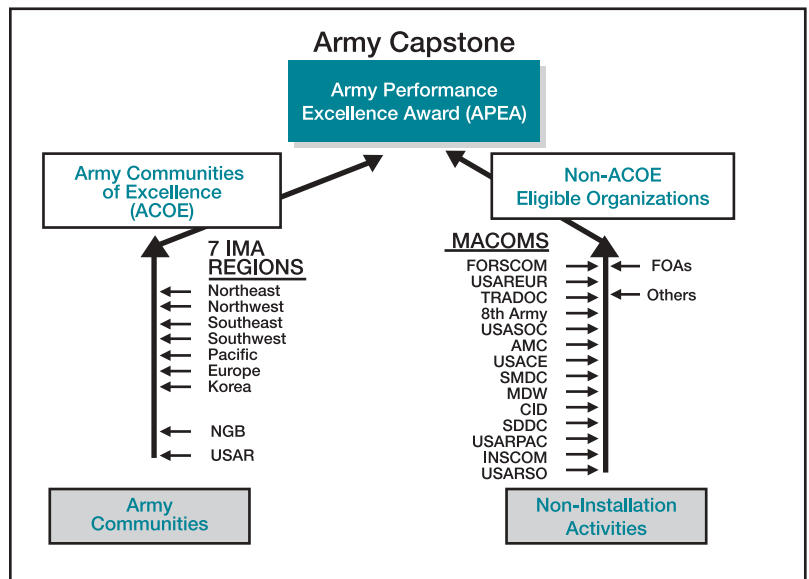 Army Capstone
Army Performance
Excellence Award (APEA)
Army Communities
of Excellence
(ACOE)
Non-ACOE
Eligible Organizations
7 IMA
REGIONS
Northeast
Northwest
Southeast
Southwest
Pacific
Europe
Korea
NGB
USAR
Army
Communities
MACOMS
FORSCOM
USAREUR
TRADOC
8th Army
USASOC
AMC
USACE
SMDC
MDW
CID
SDDC
USARPAC
INSCOM
USARSO
FOAs
Others
Non-Installation
Activities